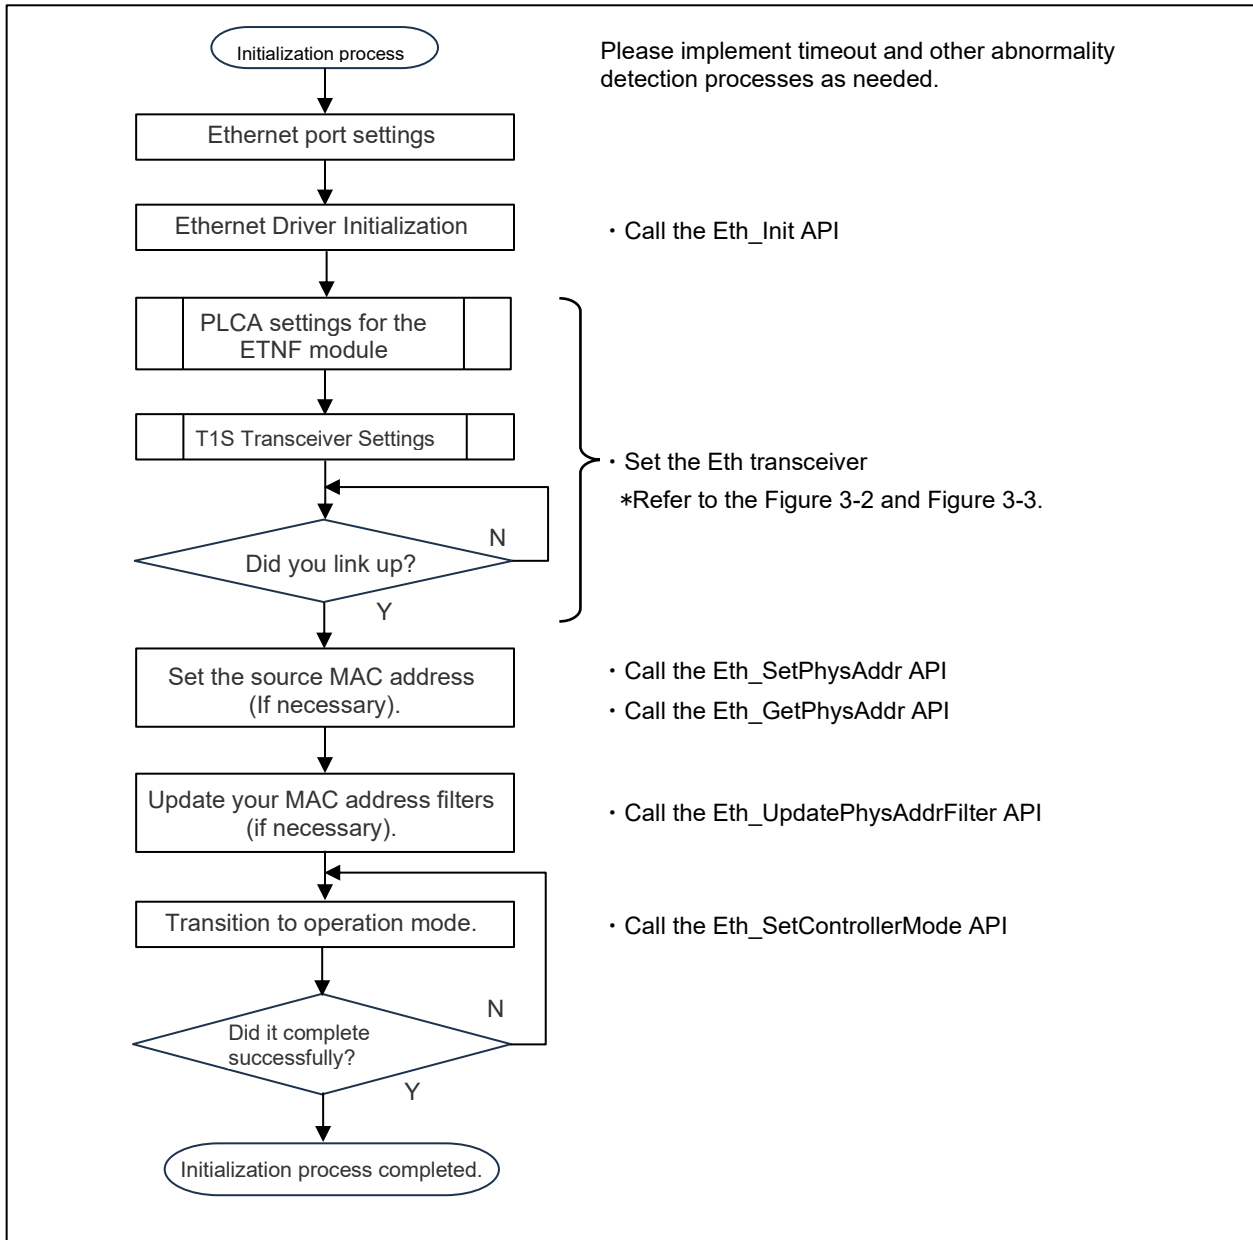 Initialization process
Please implement timeout and other abnormality
detection processes as needed.
Ethernet port settings
Ethernet Driver Initialization
・Call the Eth_Init API
PLCA settings for the
ETNF module
T1S Transceiver Settings
・Set the Eth transceiver
*Refer to the Figure 3-2 and Figure 3-3.
N
Did you link up?
Y
Set the source MAC address
(If necessary).
・Call the Eth_SetPhysAddr API
・Call the Eth_GetPhysAddr API
Update your MAC address filters
(if necessary).
・Call the Eth_UpdatePhysAddrFilter API
Transition to operation mode.
・Call the Eth_SetControllerMode API
N
Did it complete
successfully?
Y
Initialization process completed.